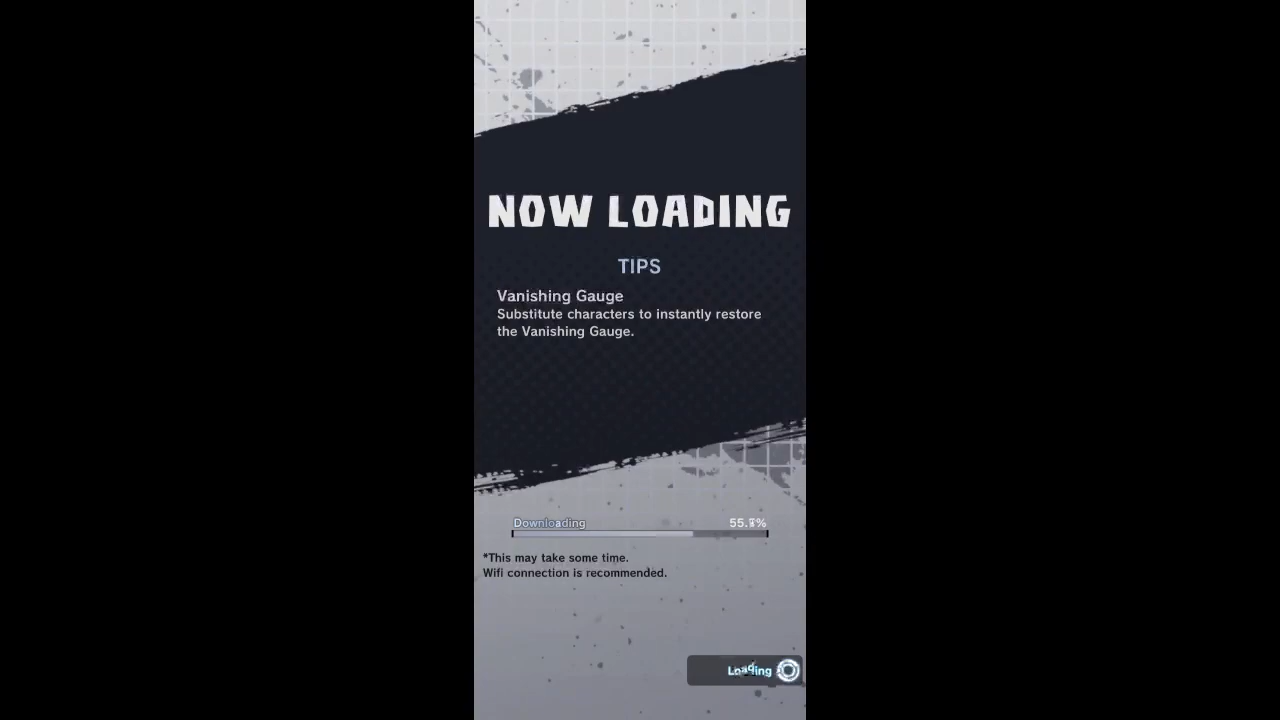 NOW LOADING
TIPS
Vanishing Gauge
Substitute characters to instantly restore
the Vanishing Gauge.
Downloading
*This may take some time.
Wifi connection is recommended.
Loading